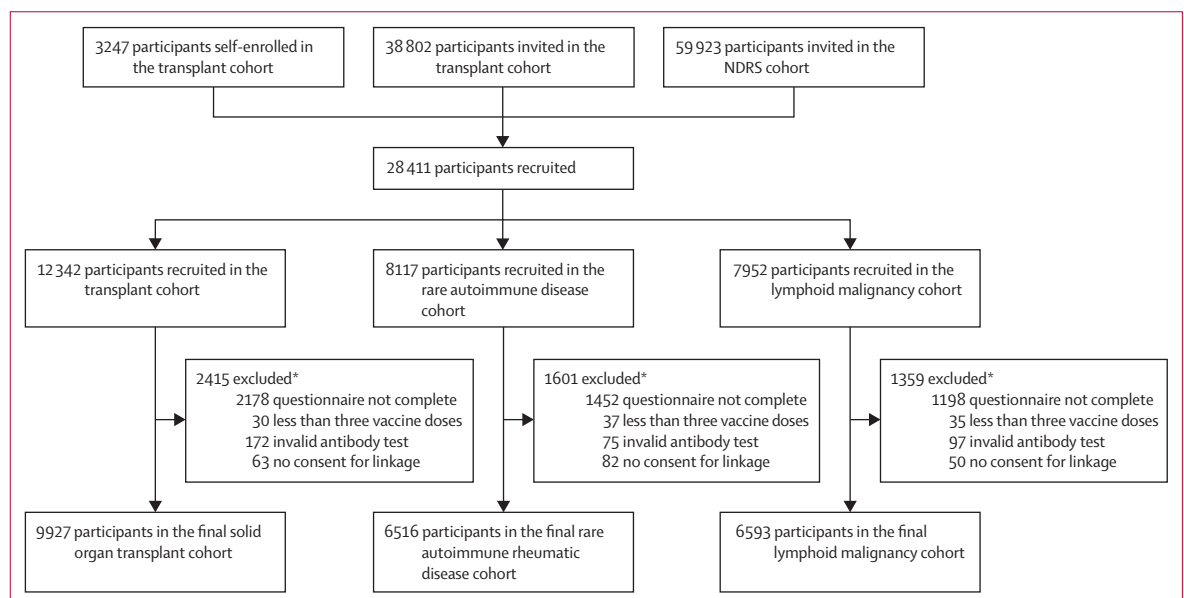 3247 participants self-enrolled in
the transplant cohort
38 802 participants invited in the
transplant cohort
59 923 participants invited in the
NDRS cohort
28 411 participants recruited
12 342 participants recruited in the
transplant cohort
8117 participants recruited in the
rare autoimmune disease
cohort
7952 participants recruited in the
lymphoid malignancy cohort
2415 excluded*
2178 questionnaire not complete
30 less than three vaccine doses
172 invalid antibody test
63 no consent for linkage
1601 excluded*
1452 questionnaire not complete
37 less than three vaccine doses
75 invalid antibody test
82 no consent for linkage
1359 excluded*
1198 questionnaire not complete
35 less than three vaccine doses
97 invalid antibody test
50 no consent for linkage
9927 participants in the final solid
organ transplant cohort
6516 participants in the final rare
autoimmune rheumatic
disease cohort
6593 participants in the final
lymphoid malignancy cohort